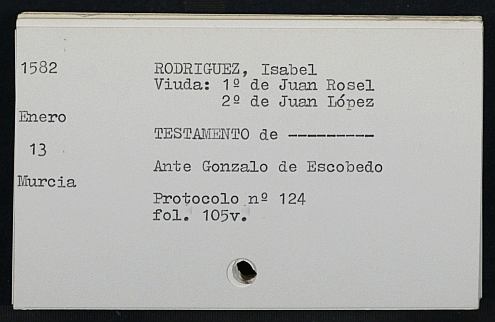 1582
RODRIGUEZ, Isabel
Viuda: 1º de Juan Rosel
2º de Juan López
Enero
TESTAMENTO de ---------
13
Ante Gonzalo de Escobedo
Murcia
Protocolo nº 124
fol. 105v.